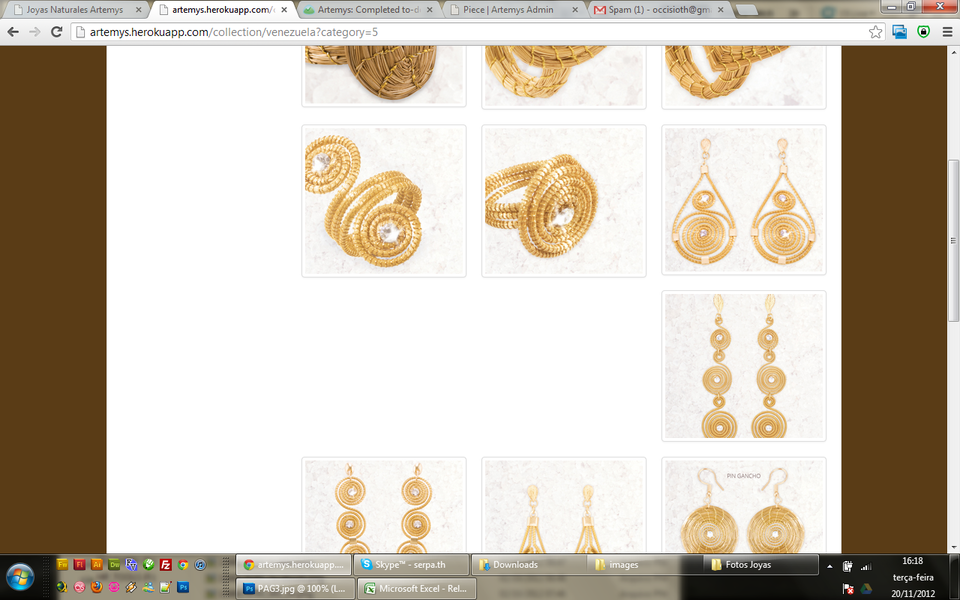 Joyas Naturales Artemys
artemys.herokuapp.com/c
Artemys: Completed to-d
Piece | Artemys Admin
Spam (1) - occisioth@gm
artemys.herokuapp.com/collection/venezuela?category=5
PIN GANCHO
artemys.herokuapp....
Skype™ - serpa.th
Downloads
images
Fotos Joyas
16:18
terça-feira
20/11/2012
PAG3.jpg @ 100% (L...
Microsoft Excel - Rel...